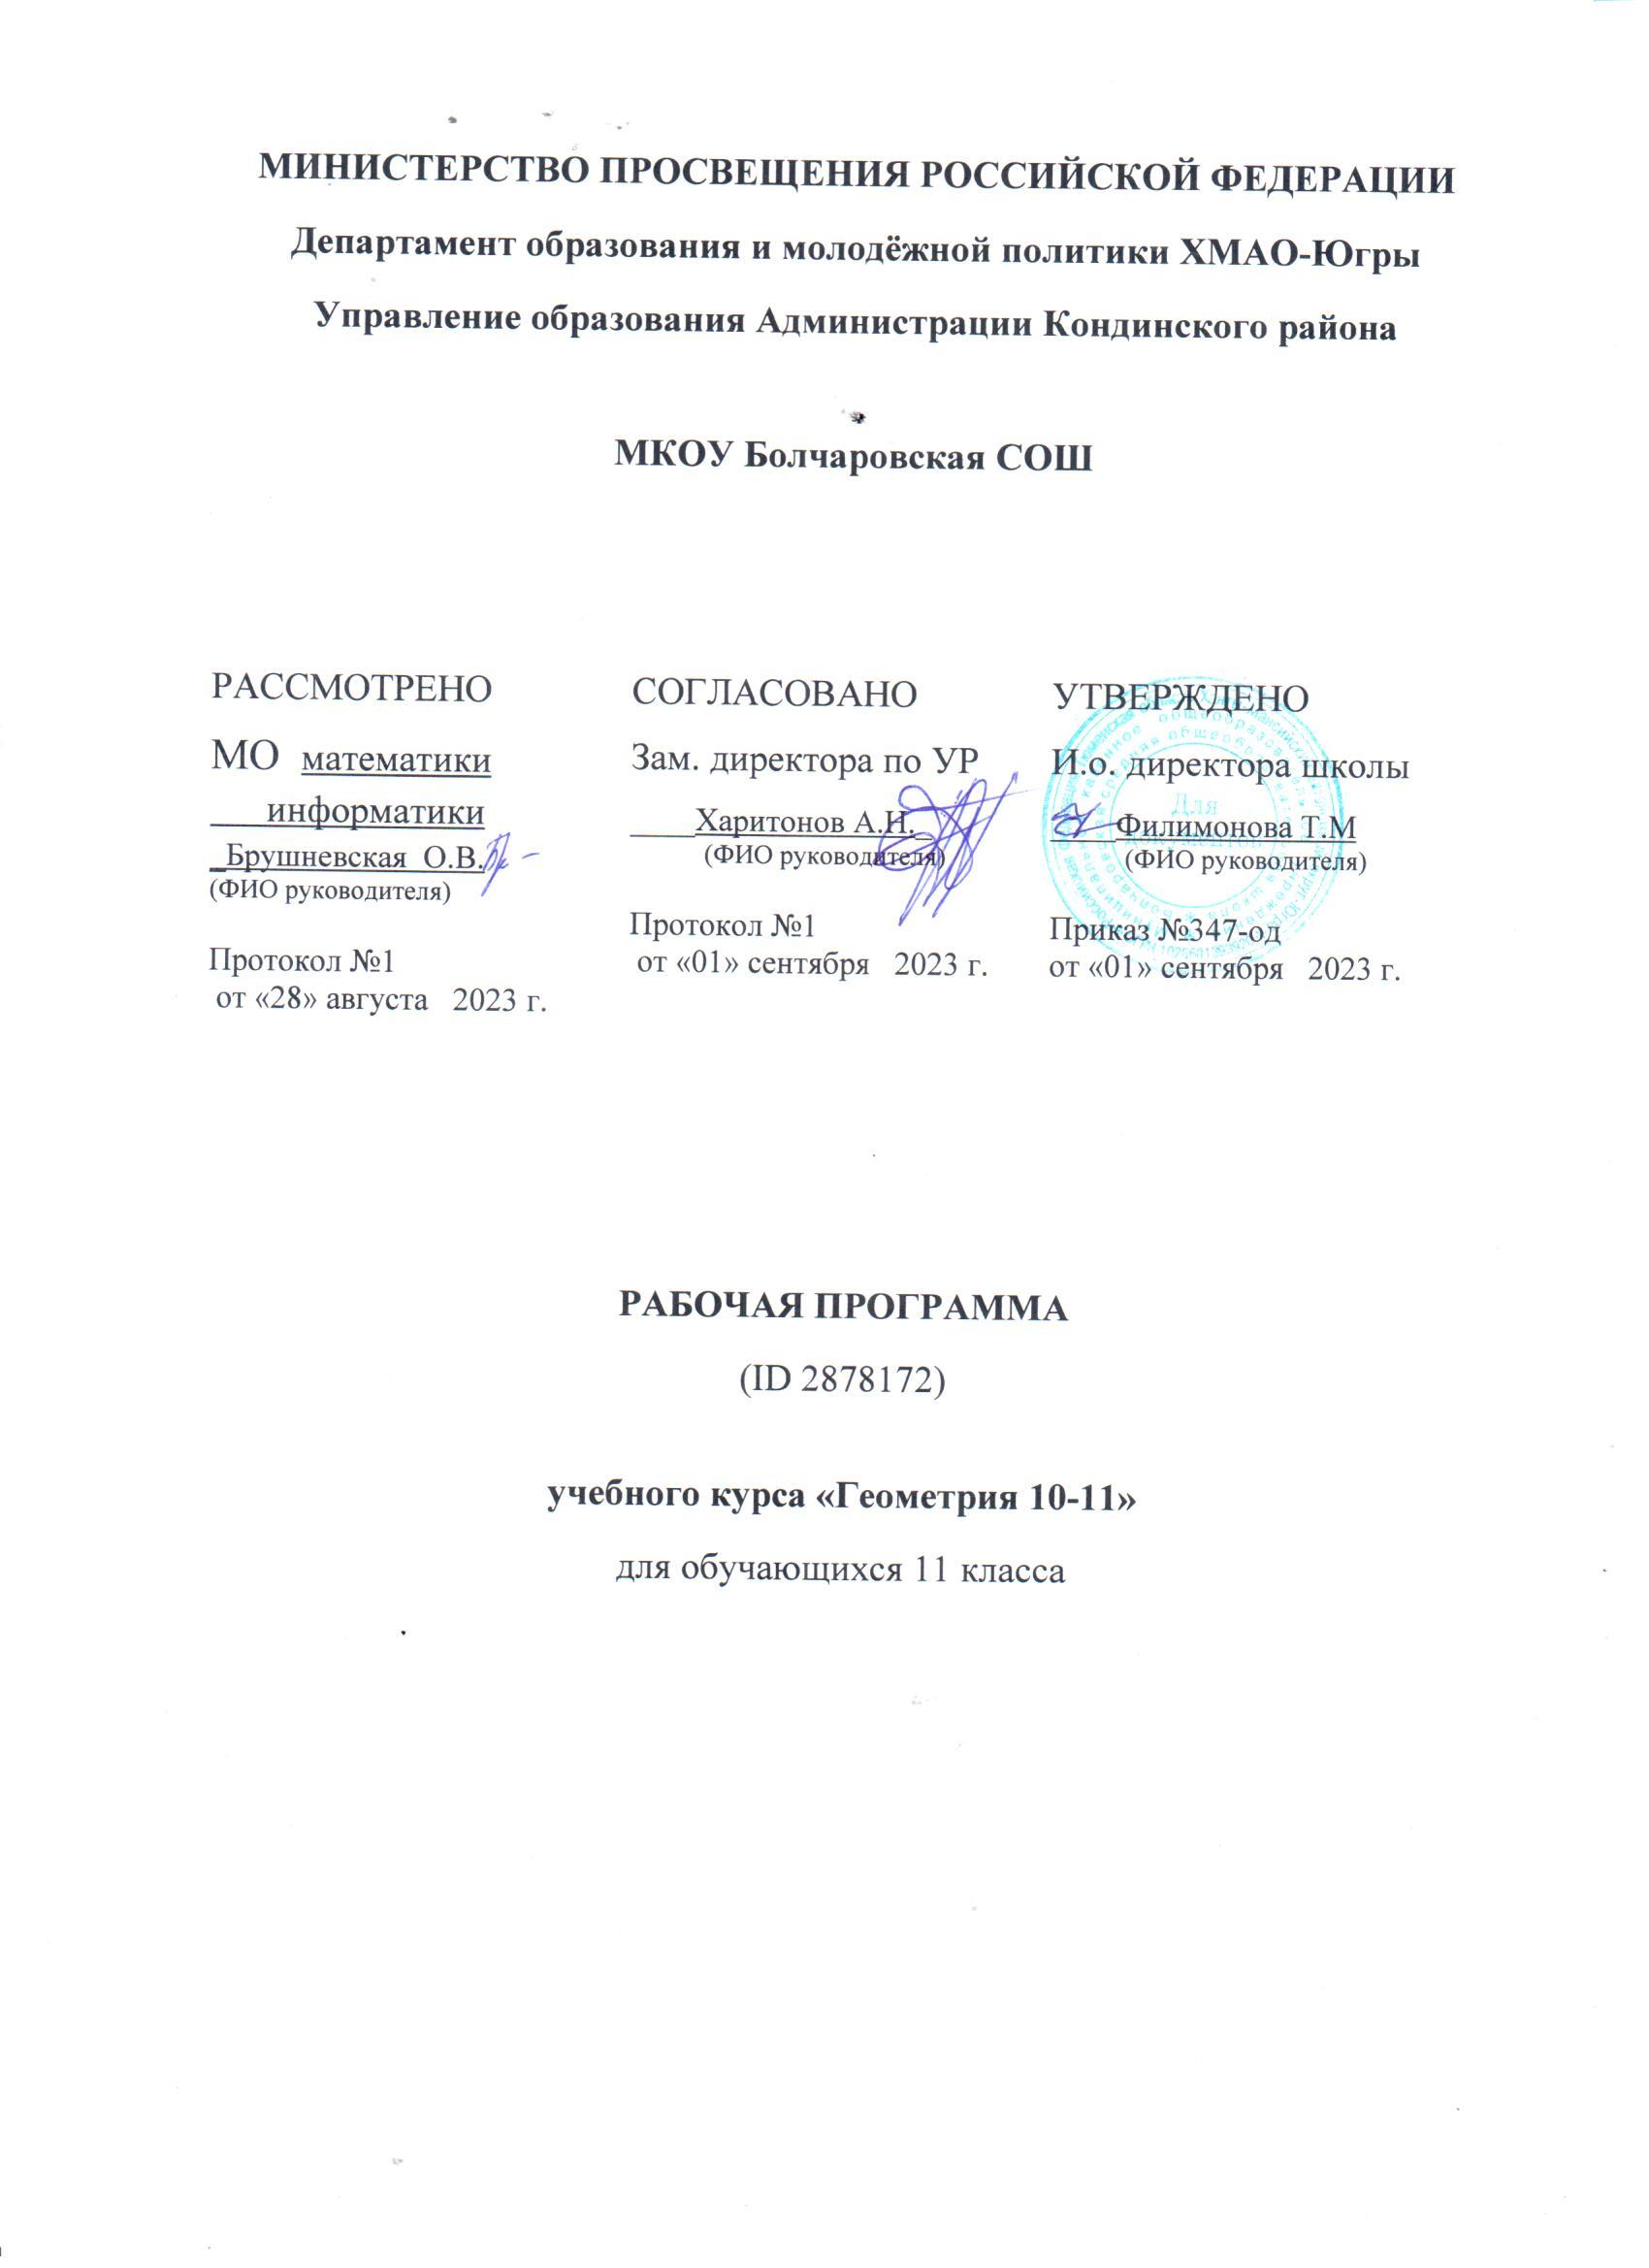 МИНИСТЕРСТВО ПРОСВЕЩЕНИЯ РОССИЙСКОЙ ФЕДЕРАЦИИ
Департамент образования и молодёжной политики ХМАО-Югры
Управление образования Администрации Кондинского района
МКОУ Болчаровская СОШ
РАССМОТРЕНО
МО математики
информатики
Брушневская О.В.
(ФИО руководителя)
Протокол №1
от «28» августа 2023 г.
СОГЛАСОВАНО
Зам. директора по УР
Харитонов А.Н.
(ФИО руководителя)
Протокол №1
от «01» сентября 2023 г.
УТВЕРЖДЕНО
И.о. директора школы
Филимонова Т.М
(ФИО руководителя)
Приказ №347-од
от «01» сентября 2023 г.
Для
документов
РАБОЧАЯ ПРОГРАММА
(ID 2878172)
учебного курса «Геометрия 10-11»
для обучающихся 11 класса